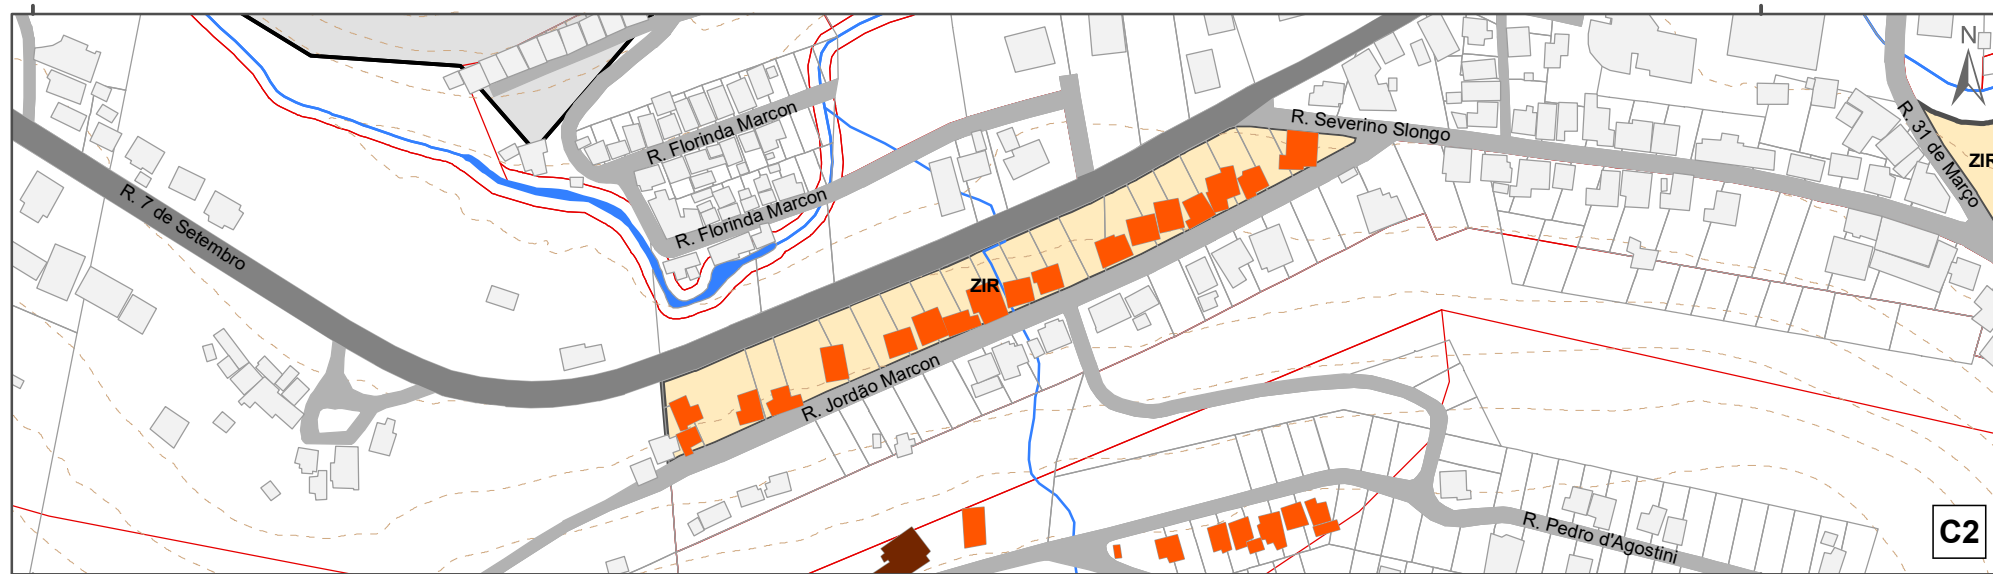 N
R. Severino Slongo
R. 31 de Março
R. Florinda Marcon
ZIR
R. 7 de Setembro
R. Florinda Marcon
ZIR
R. Jordão Marcon
R. Pedro d'Agostini
C2